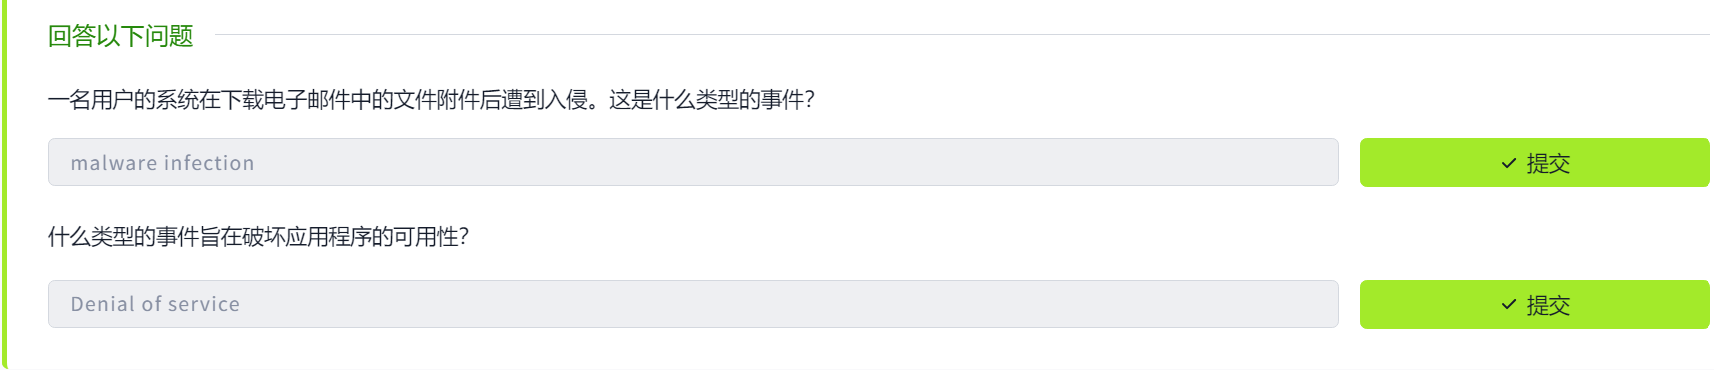 回答以下问题
一名用户的系统在下载电子邮件中的文件附件后遭到入侵。这是什么类型的事件？
malware infection
提交
什么类型的事件旨在破坏应用程序的可用性？
Denial of service
提交